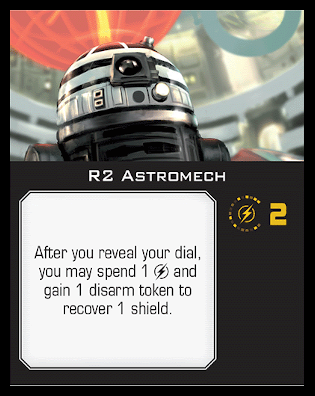 R2 Astromech
2
After you reveal your dial,
you may spend 1 and
gain 1 disarm token to
recover 1 shield.